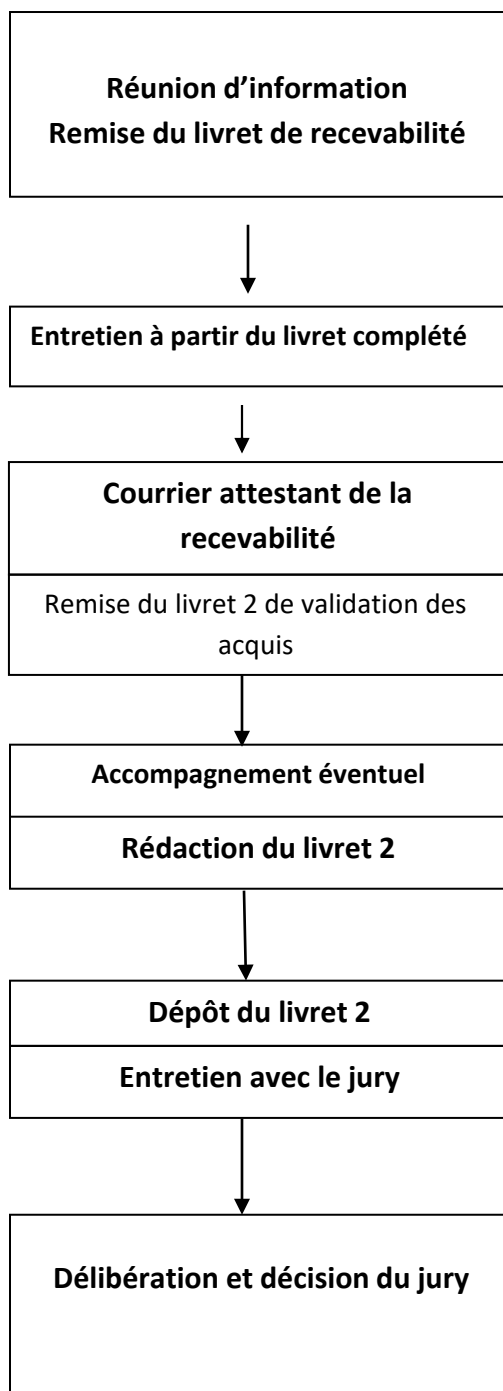 Réunion d’information
Remise du livret de recevabilité
Entretien à partir du livret complété
Courrier attestant de la
recevabilité
Remise du livret 2 de validation des
acquis
Accompagnement éventuel
Rédaction du livret 2
Dépôt du livret 2
Entretien avec le jury
Délibération et décision du jury